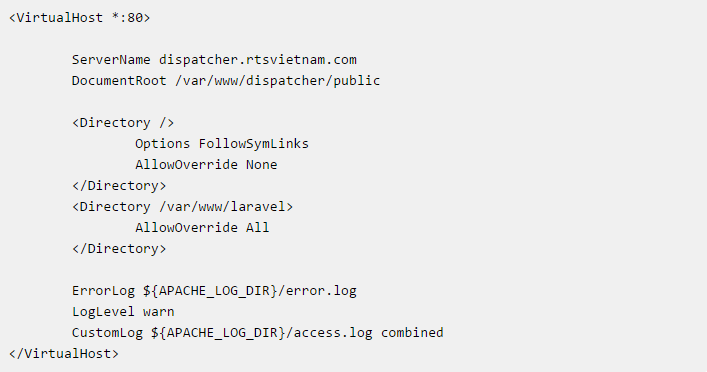 <VirtualHost *:80>
ServerName dispatcher.rtsvietnam.com
DocumentRoot /var/www/dispatcher/public
<Directory />
Options FollowSymLinks
AllowOverride None
</Directory>
<Directory /var/www/laravel>
AllowOverride All
</Directory>
ErrorLog ${APACHE_LOG_DIR}/error.log
LogLevel warn
CustomLog ${APACHE_LOG_DIR}/access.log combined
</VirtualHost>